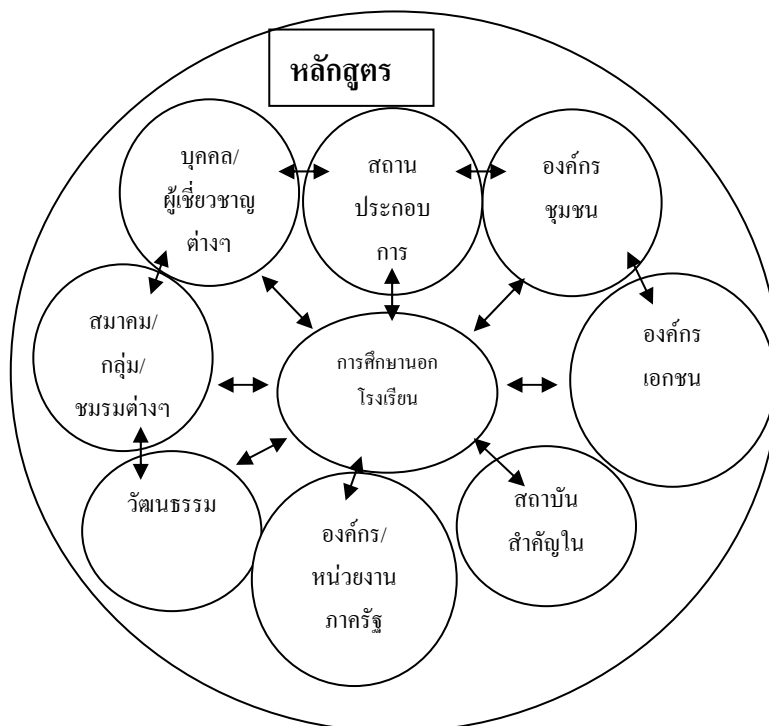 หลักสูตร
บุคคล/
ผู้เชี่ยวชาญ
ต่างๆ
สถาน
ประกอบ
การ
องค์กร
ชุมชน
สมาคม/
กลุ่ม/
ชมรมต่างๆ
การศึกษานอก
โรงเรียน
องค์กร
เอกชน
วัฒนธรรม
องค์กร/
หน่วยงาน
ภาครัฐ
สถาบัน
สำคัญใน